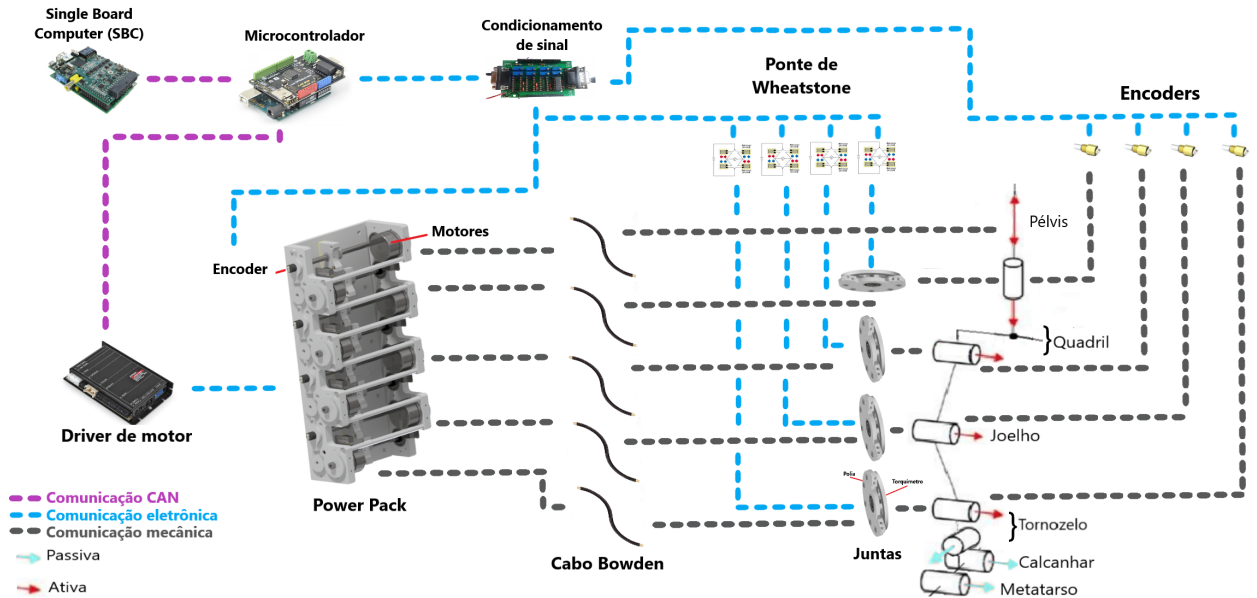 Single Board
Computer (SBC)
Microcontrolador
Condicionamento
de sinal
Ponte de
Wheatstone
Encoders
Motores
Encoder
Pélvis
Quadril
Driver de motor
Joelho
Polia
Torquímetro
Power Pack
Comunicação CAN
Comunicação eletrônica
Comunicação mecânica
Passiva
Ativa
Cabo Bowden
Juntas
Tornozelo
Calcanhar
Metatarso